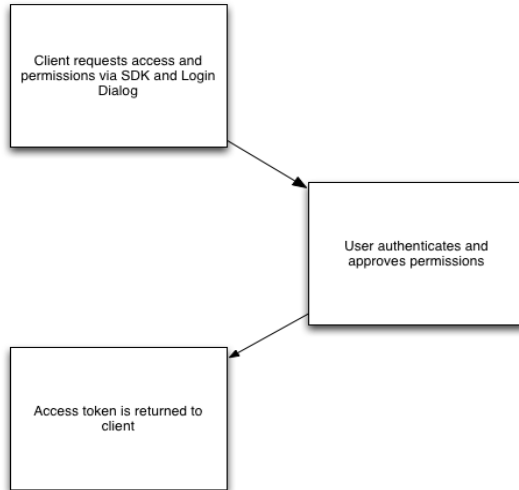 Client requests access and
permissions via SDK and Login
Dialog
User authenticates and
approves permissions
Access token is returned to
client